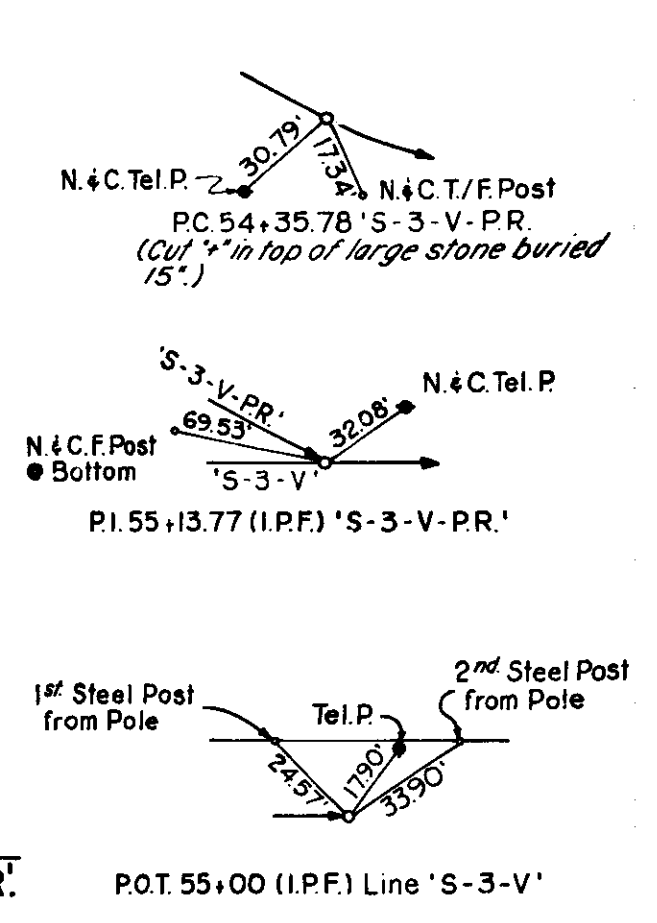 30.79'
17.34'
N. & C. Tel. P.
N. & C. T./F. Post
P.C. 54+35.78 'S-3-V-P.R.
(Cut "+" in top of large stone buried
15".)
'S-3-V-P.R.'
N. & C. Tel. P.
69.53'
32.08'
N. & C. F. Post
@ Bottom
'S-3-V'
P.I. 55+13.77 (I.P.F.) 'S-3-V-P.R.'
1st. Steel Post
from Pole
Tel. P.
2nd. Steel Post
from Pole
24.57'
17.90'
33.90'
R'.
P.O.T. 55+00 (I.P.F.) Line 'S-3-V'